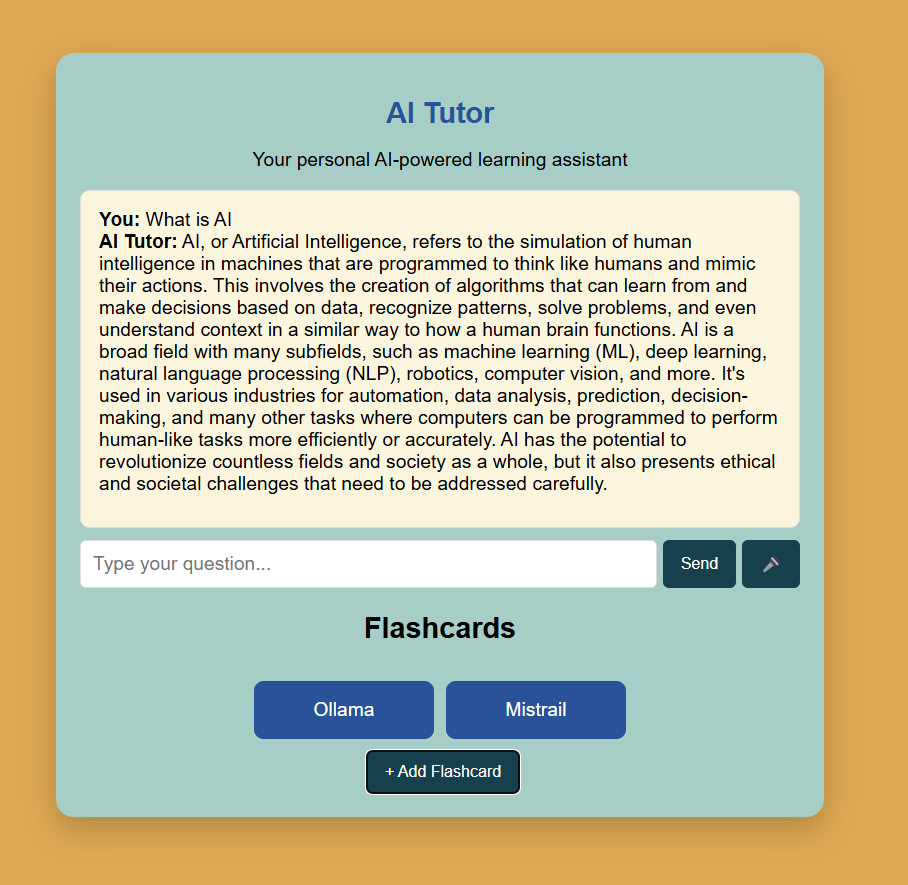 AI Tutor
Your personal AI-powered learning assistant
You: What is AI
AI Tutor: AI, or Artificial Intelligence, refers to the simulation of human
intelligence in machines that are programmed to think like humans and mimic
their actions. This involves the creation of algorithms that can learn from and
make decisions based on data, recognize patterns, solve problems, and even
understand context in a similar way to how a human brain functions. AI is a
broad field with many subfields, such as machine learning (ML), deep learning,
natural language processing (NLP), robotics, computer vision, and more. It's
used in various industries for automation, data analysis, prediction, decision-
making, and many other tasks where computers can be programmed to perform
human-like tasks more efficiently or accurately. AI has the potential to
revolutionize countless fields and society as a whole, but it also presents ethical
and societal challenges that need to be addressed carefully.
Type your question...
Send
Flashcards
Ollama
Mistrail
+ Add Flashcard